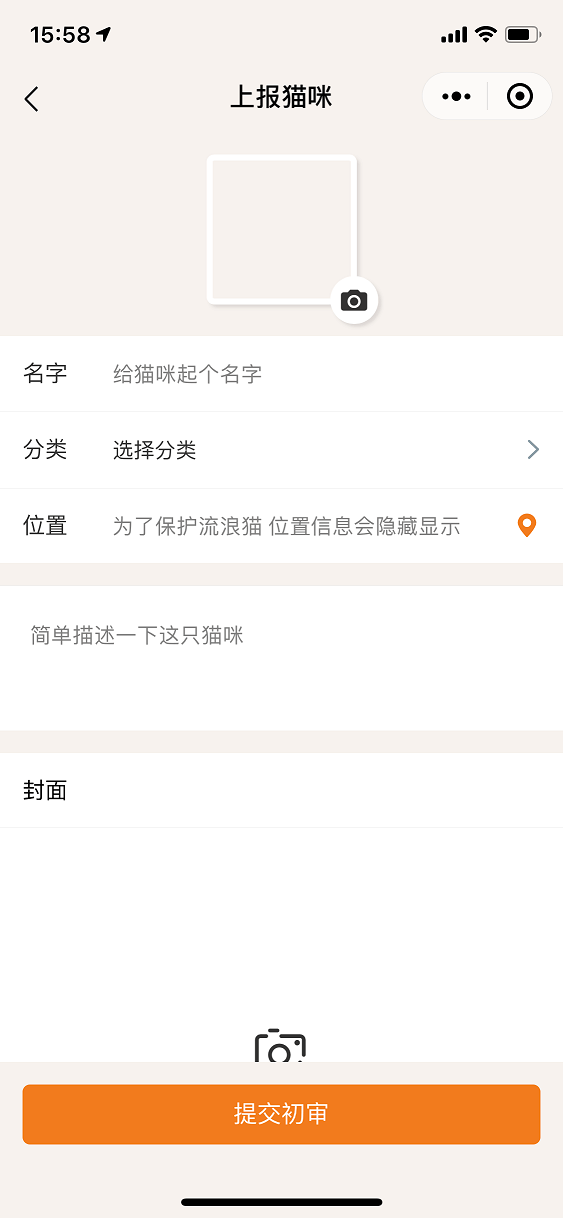 15:58
上报猫咪
名字 给猫咪起个名字
分类 选择分类
位置 为了保护流浪猫 位置信息会隐藏显示
简单描述一下这只猫咪
封面
提交初审